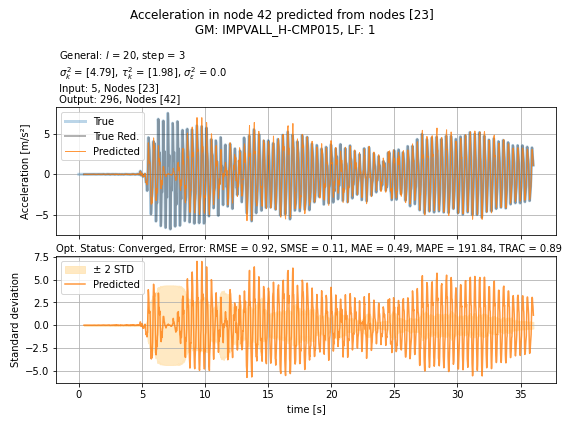 Acceleration in node 42 predicted from nodes [23]
GM: IMPVALL_H-CMP015, LF: 1
General: l = 20, step = 3
σ²ₖ = [4.79], τ²ₖ = [1.98], σ²ε = 0.0
Input: 5, Nodes [23]
Output: 296, Nodes [42]
True
True Red.
Predicted
Acceleration [m/s²]
5
0
−5
Opt. Status: Converged, Error: RMSE = 0.92, SMSE = 0.11, MAE = 0.49, MAPE = 191.84, TRAC = 0.89
± 2 STD
Predicted
Standard deviation
7.5
5.0
2.5
0.0
−2.5
−5.0
0 5 10 15 20 25 30 35
time [s]